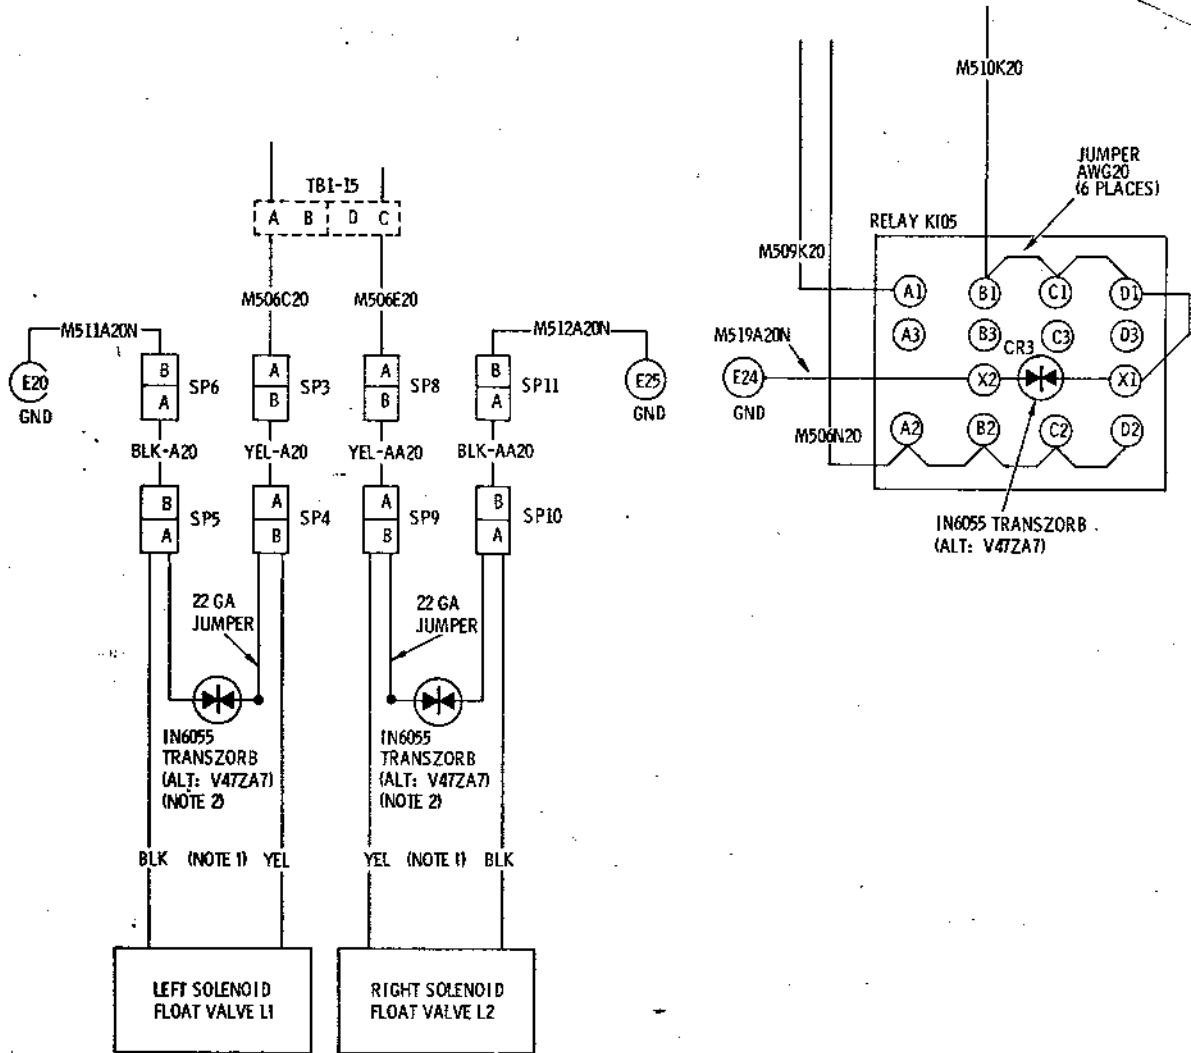 M510K20
JUMPER
AWG20
(6 PLACES)
TB1-15
A B D C
RELAY K105
M509K20
A1 B1 C1 D1
M506C20 M506E20
M511A20N
M512A20N
A3 B3 C3 D3
M519A20N
CR3
E20
GND
B
A
SP6
A
B
SP3
A
B
SP8
B
A
SP11
E25
GND
E24
GND
X2 X1
M506N20
A2 B2 C2 D2
BLK-A20 YEL-A20 YEL-AA20 BLK-AA20
B
A
SP5
A
B
SP4
A
B
SP9
B
A
SP10
IN6055 TRANSZORB
(ALT: V47ZA7)
22 GA
JUMPER
22 GA
JUMPER
IN6055
TRANSZORB
(ALT: V47ZA7)
(NOTE 2)
IN6055
TRANSZORB
(ALT: V47ZA7)
(NOTE 2)
BLK (NOTE 1) YEL
YEL (NOTE 1) BLK
LEFT SOLENOID
FLOAT VALVE L1
RIGHT SOLENOID
FLOAT VALVE L2